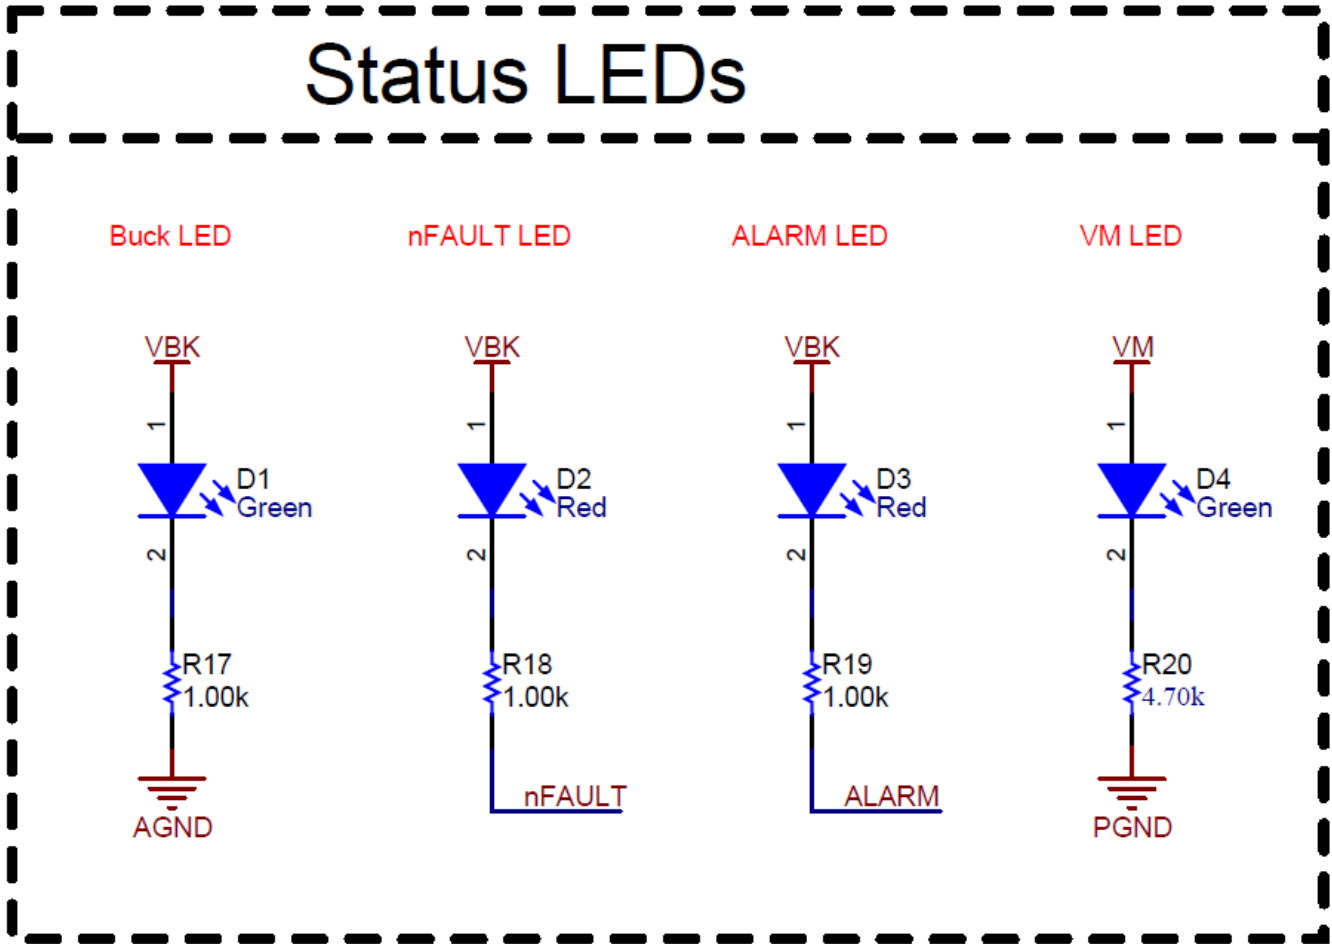 Status LEDs
Buck LED
nFAULT LED
ALARM LED
VM LED
VBK
VBK
VBK
VM
1
1
1
1
D1
Green
D2
Red
D3
Red
D4
Green
2
2
2
2
R17
1.00k
R18
1.00k
R19
1.00k
R20
4.70k
nFAULT
ALARM
AGND
PGND